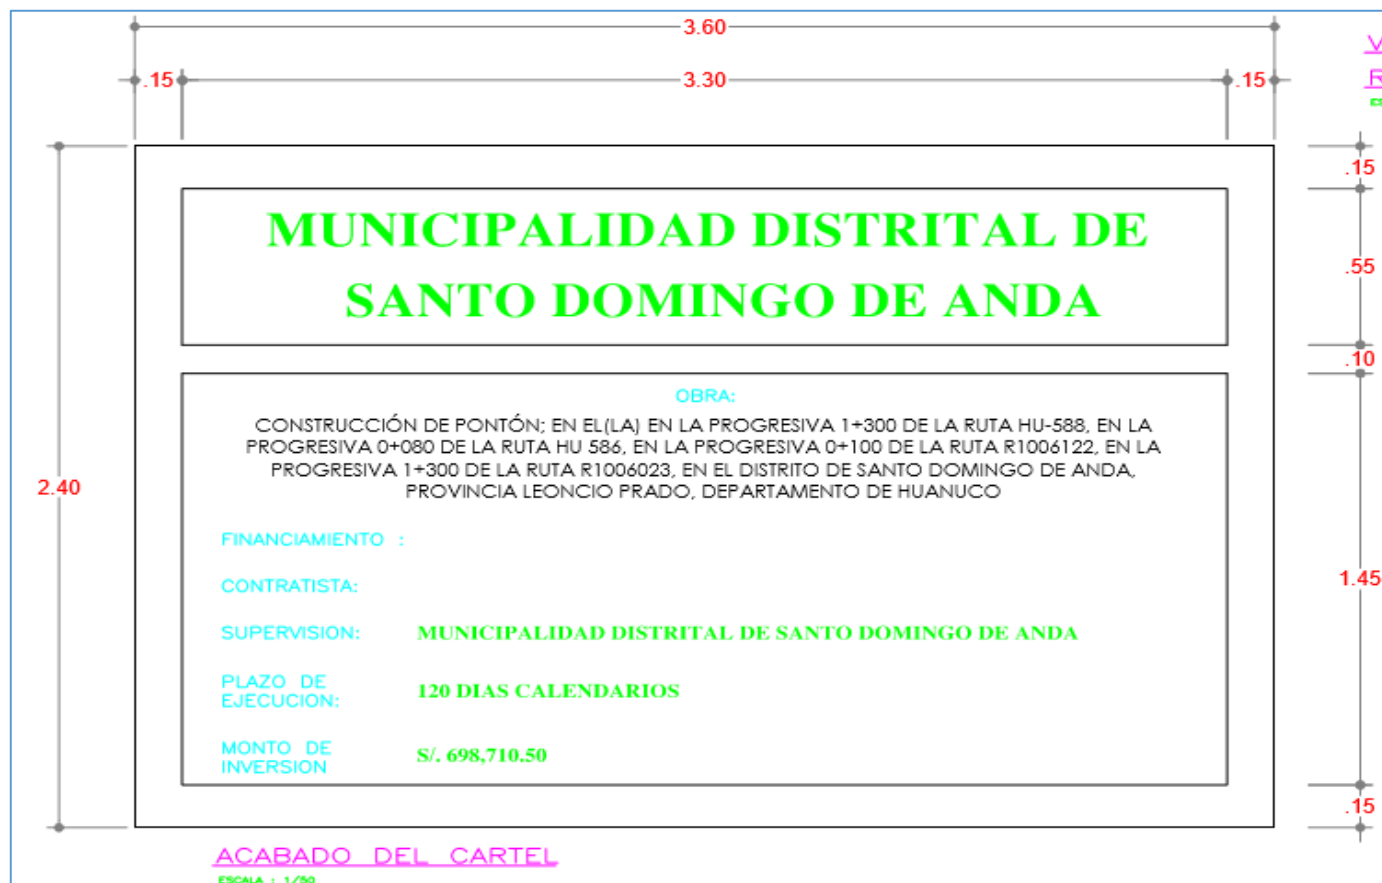 3.60
.15 3.30 .15
MUNICIPALIDAD DISTRITAL DE
SANTO DOMINGO DE ANDA
OBRA:
CONSTRUCCIÓN DE PONTÓN; EN EL(LA) EN LA PROGRESIVA 1+300 DE LA RUTA HU-588, EN LA
PROGRESIVA 0+080 DE LA RUTA HU 586, EN LA PROGRESIVA 0+100 DE LA RUTA R1006122, EN LA
PROGRESIVA 1+300 DE LA RUTA R1006023, EN EL DISTRITO DE SANTO DOMINGO DE ANDA,
PROVINCIA LEONCIO PRADO, DEPARTAMENTO DE HUANUCO
FINANCIAMIENTO :
CONTRATISTA:
SUPERVISION: MUNICIPALIDAD DISTRITAL DE SANTO DOMINGO DE ANDA
PLAZO DE
EJECUCION: 120 DIAS CALENDARIOS
MONTO DE
INVERSION S/. 698,710.50
2.40
.15
.55
.10
1.45
.15
ACABADO DEL CARTEL
ESCALA : 1/50